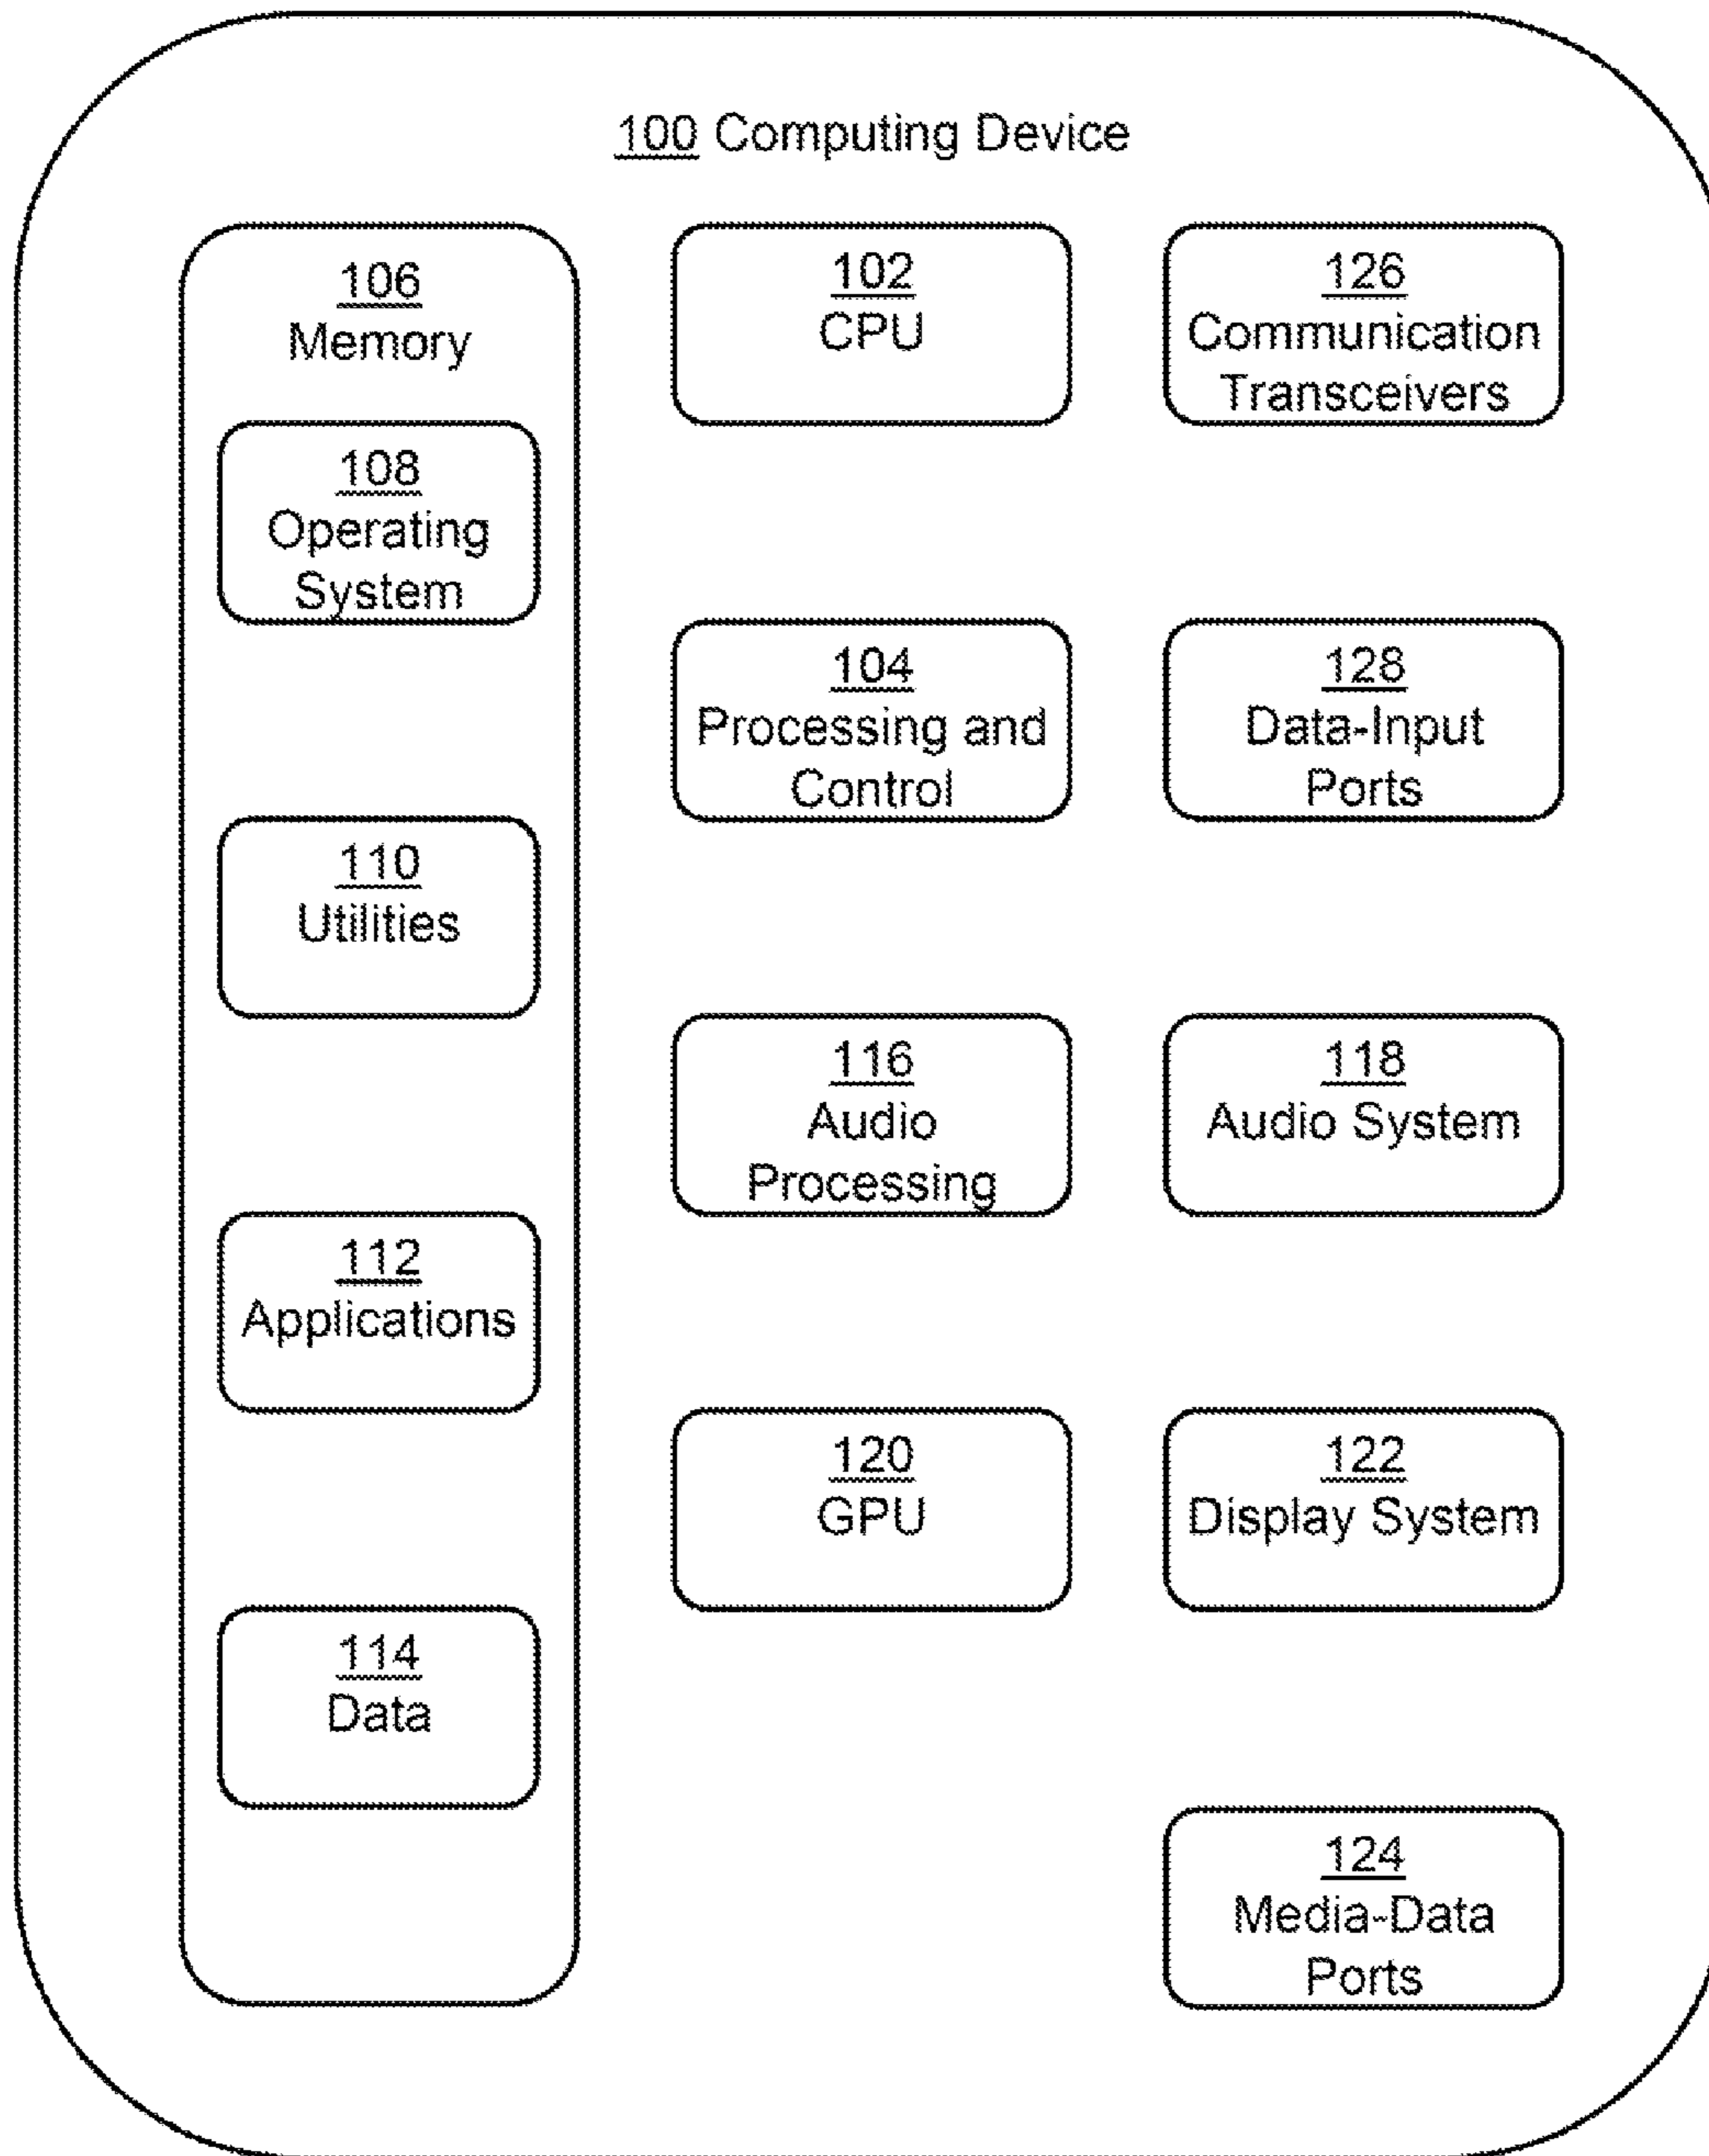 100 Computing Device
106
Memory
108
Operating
System
110
Utilities
112
Applications
114
Data
102
CPU
104
Processing and
Control
116
Audio
Processing
120
GPU
126
Communication
Transceivers
128
Data-Input
Ports
118
Audio System
122
Display System
124
Media-Data
Ports